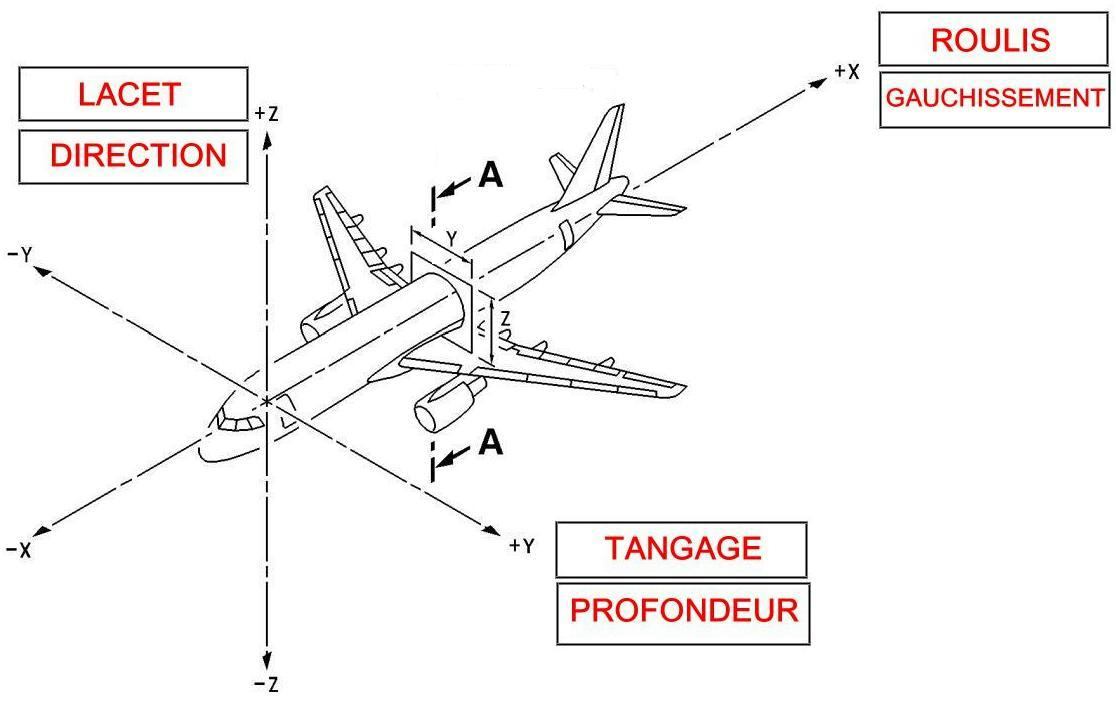 ROULIS
+X
GAUCHISSEMENT
LACET
+Z
DIRECTION
A
Y
-Y
Z
A
-X
+Y
TANGAGE
PROFONDEUR
-Z